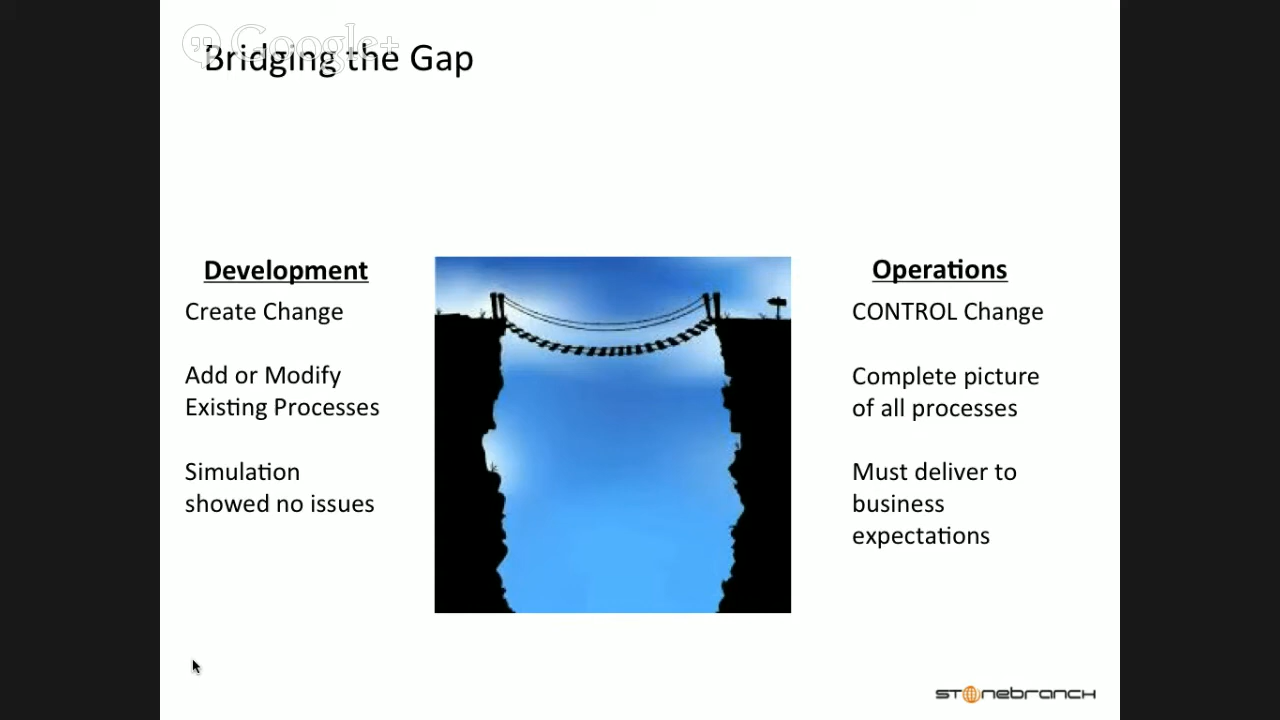 Google+
Bridging the Gap
Development
Create Change
Add or Modify
Existing Processes
Simulation
showed no issues
Operations
CONTROL Change
Complete picture
of all processes
Must deliver to
business
expectations
STONEBRANCH